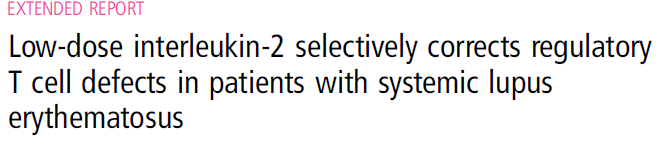 EXTENDED REPORT
Low-dose interleukin-2 selectively corrects regulatory
T cell defects in patients with systemic lupus
erythematosus